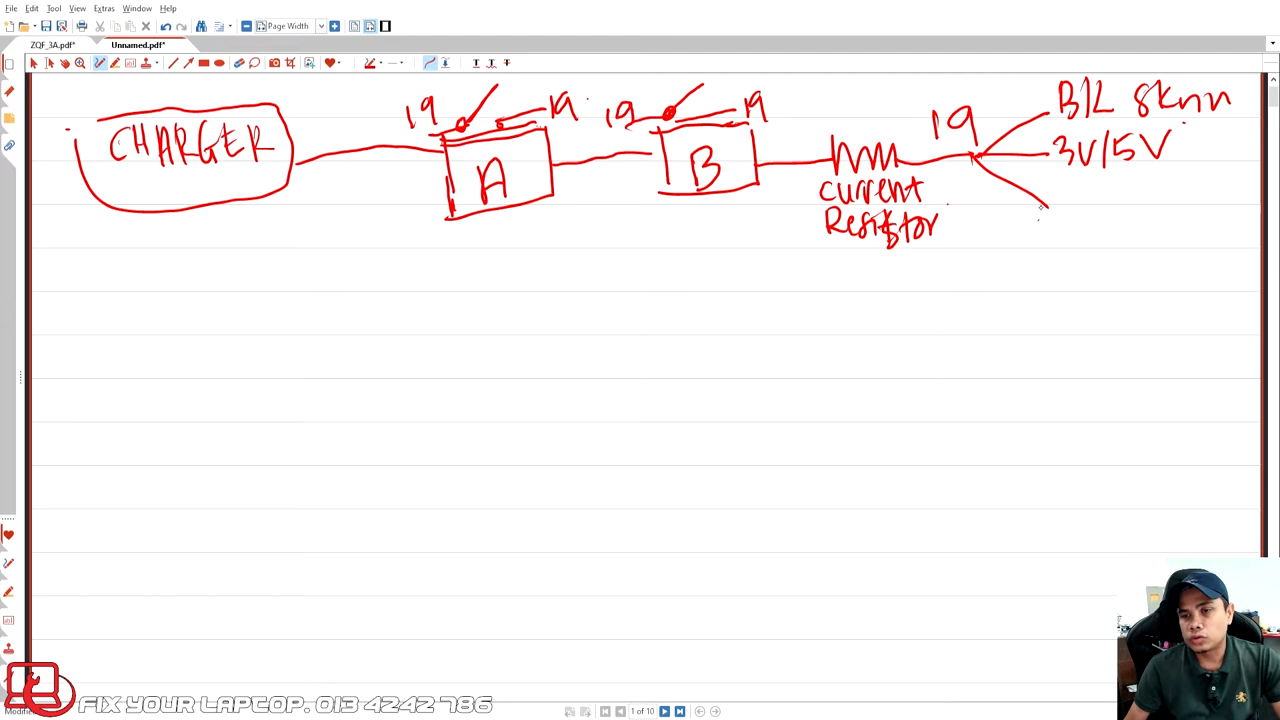 File Edit Tool View Extras Window Help
Page Width
ZQF_3A.pdf*
Unnamed.pdf*
19 19 19 19 19 B/L Skrin
CHARGER A B 3V/5V
current
Resistor
1 of 10
FIX YOUR LAPTOP. 013 4242 786